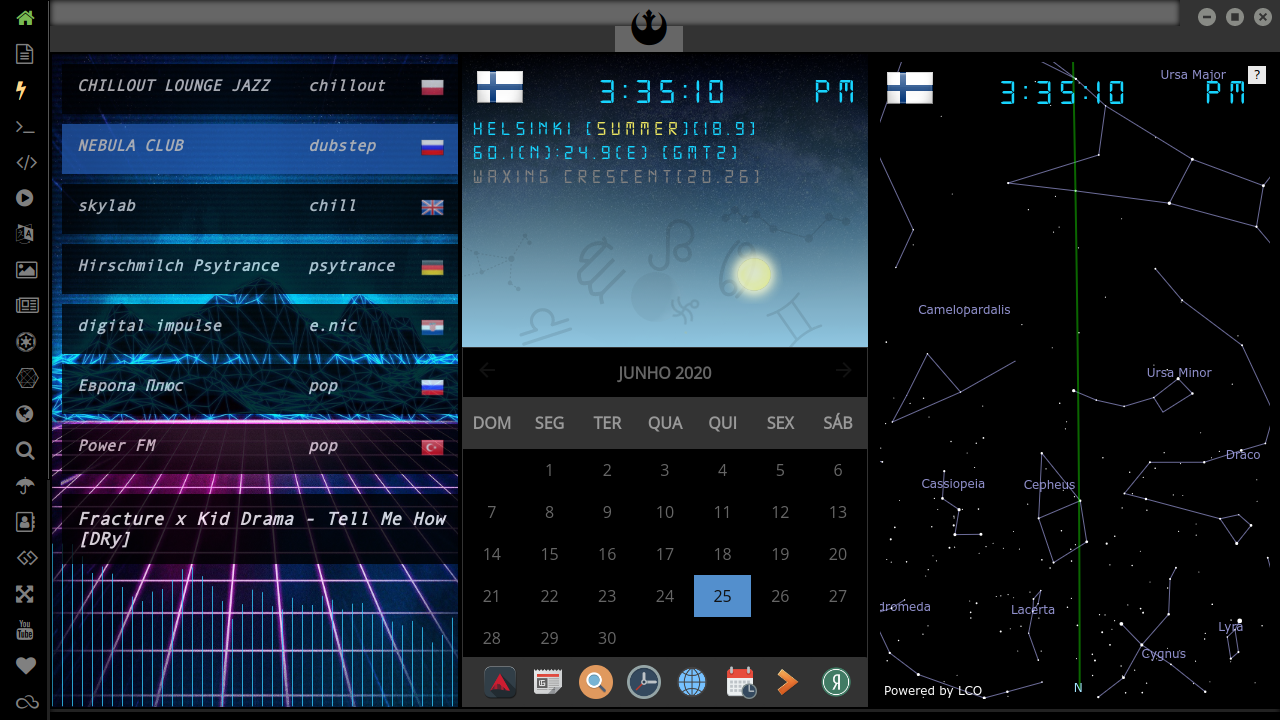 CHILLOUT LOUNGE JAZZ chillout
NEBULA CLUB dubstep
skylab chill
Hirschmilch Psytrance psytrance
digital impulse e.nic
Европа Плюс pop
Power FM pop
Fracture x Kid Drama - Tell Me How
[DRy]
3:35:10 PM
HELSINKI [SUMMER][18.9]
60.1(N):24.9(E) [GMT2]
WAXING CRESCENT[20.26]
JUNHO 2020
DOM SEG TER QUA QUI SEX SÁB
1 2 3 4 5 6
7 8 9 10 11 12 13
14 15 16 17 18 19 20
21 22 23 24 25 26 27
28 29 30
Я
3:35:10 PM
Ursa Major ?
Camelopardalis
Ursa Minor
Draco
Cassiopeia Cepheus
dromeda Lacerta
Lyra
Cygnus
Powered by LCO N
You
Tube